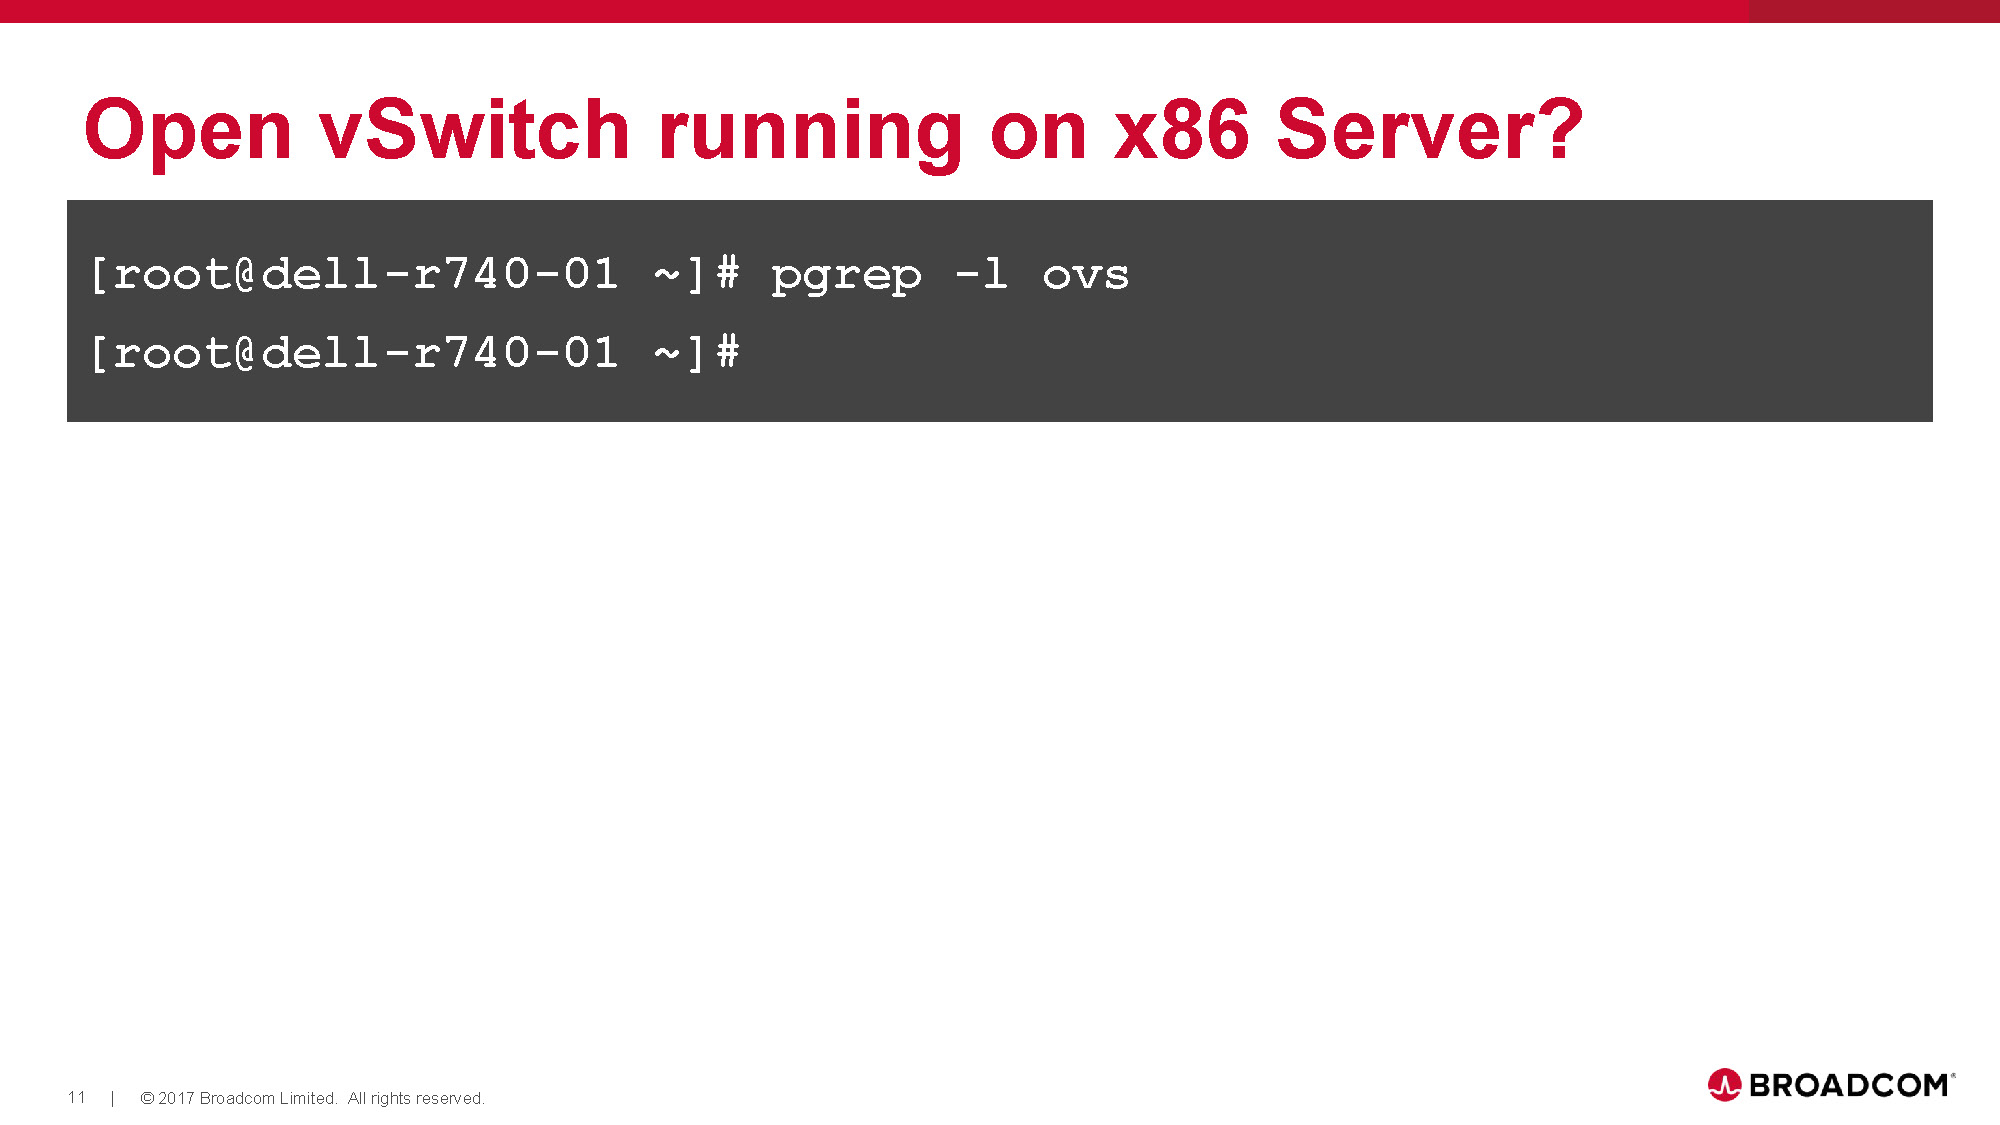 Open vSwitch running on x86 Server?
[root@dell-r740-01 ~]# pgrep -l ovs
[root@dell-r740-01 ~]#
11 | © 2017 Broadcom Limited. All rights reserved.
BROADCOM®